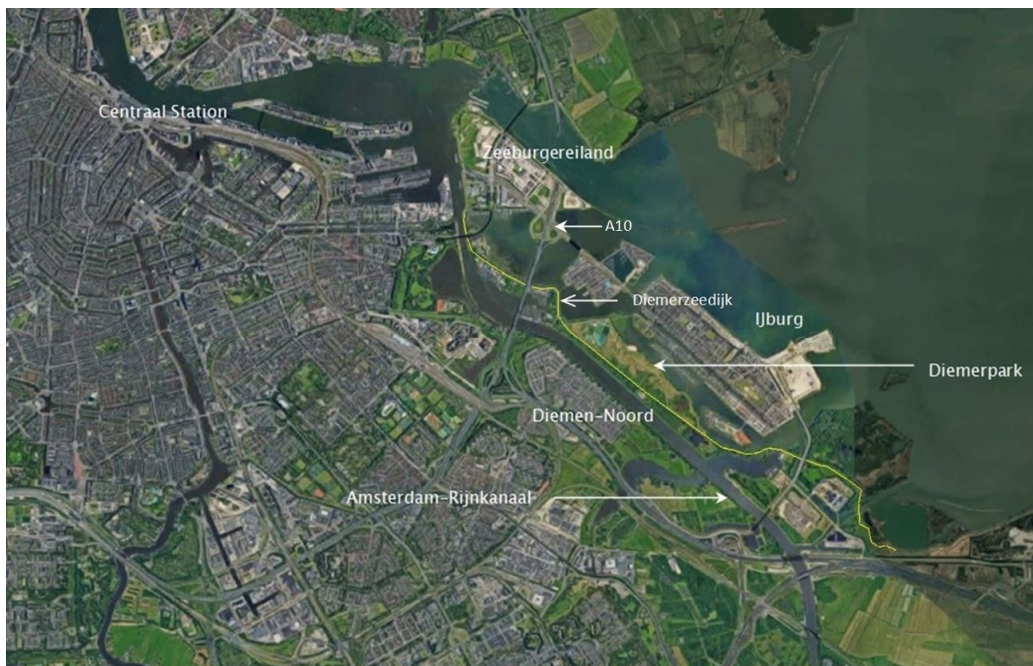 Centraal Station
Zeeburgereiland
A10
Diemerzeedijk
IJburg
Diemerpark
Diemen-Noord
Amsterdam-Rijnkanaal